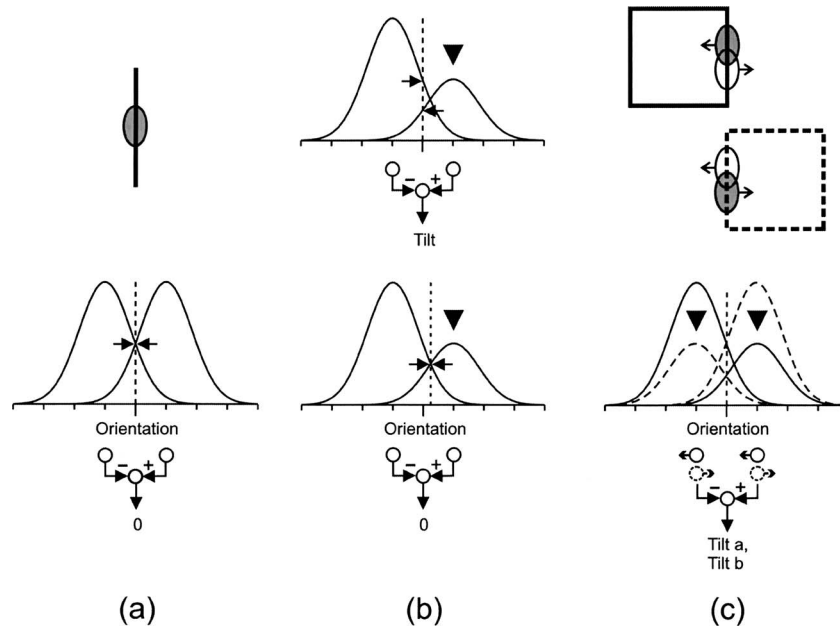 − +
Tilt
Orientation
− +
0
Orientation
− +
0
Orientation
− +
Tilt a,
Tilt b
(a)
(b)
(c)